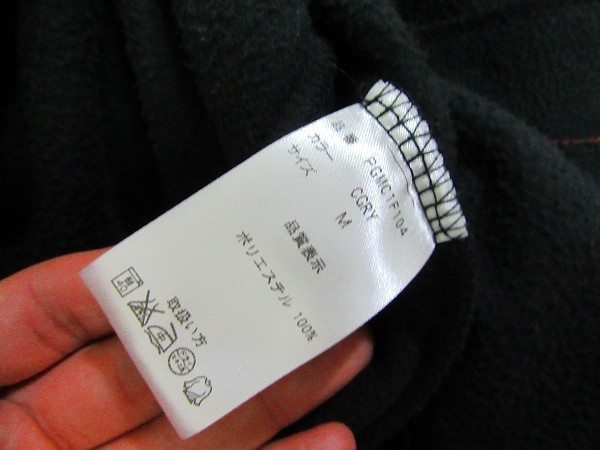 品番 PGMC1F104
カラー CGRY
サイズ M
品質表示
ポリエステル 100%
取扱い方